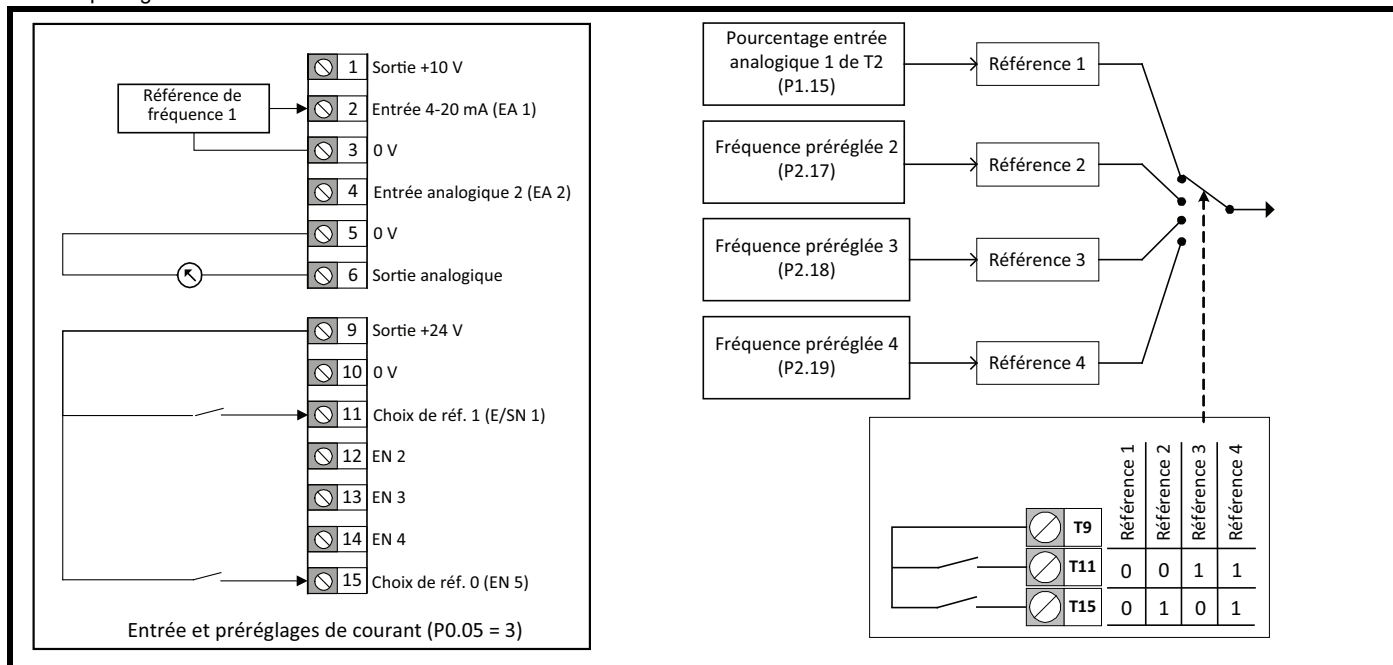 1 Sortie +10 V
Référence de
fréquence 1
2 Entrée 4-20 mA (EA 1)
3 0 V
4 Entrée analogique 2 (EA 2)
5 0 V
6 Sortie analogique
9 Sortie +24 V
10 0 V
11 Choix de réf. 1 (E/SN 1)
12 EN 2
13 EN 3
14 EN 4
15 Choix de réf. 0 (EN 5)
Entrée et préréglages de courant (P0.05 = 3)
Pourcentage entrée
analogique 1 de T2
(P1.15)
Référence 1
Fréquence préréglée 2
(P2.17)
Référence 2
Fréquence préréglée 3
(P2.18)
Référence 3
Fréquence préréglée 4
(P2.19)
Référence 4
Référence 1
Référence 2
Référence 3
Référence 4
T9
T11 0 0 1 1
T15 0 1 0 1